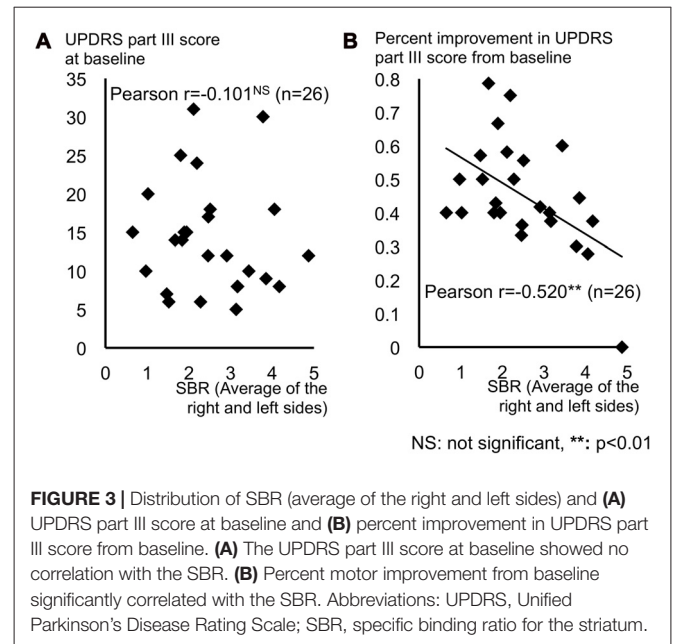 A UPDRS part III score
at baseline
35
30
25
20
15
10
5
0
Pearson r=-0.101NS (n=26)
0 1 2 3 4 5
SBR (Average of the
right and left sides)
B Percent improvement in UPDRS
part III score from baseline
0.8
0.7
0.6
0.5
0.4
0.3
0.2
0.1
0
Pearson r=-0.520** (n=26)
0 1 2 3 4 5
SBR (Average of the
right and left sides)
NS: not significant, **: p<0.01
FIGURE 3 | Distribution of SBR (average of the right and left sides) and (A)
UPDRS part III score at baseline and (B) percent improvement in UPDRS part
III score from baseline. (A) The UPDRS part III score at baseline showed no
correlation with the SBR. (B) Percent motor improvement from baseline
significantly correlated with the SBR. Abbreviations: UPDRS, Unified
Parkinson's Disease Rating Scale; SBR, specific binding ratio for the striatum.